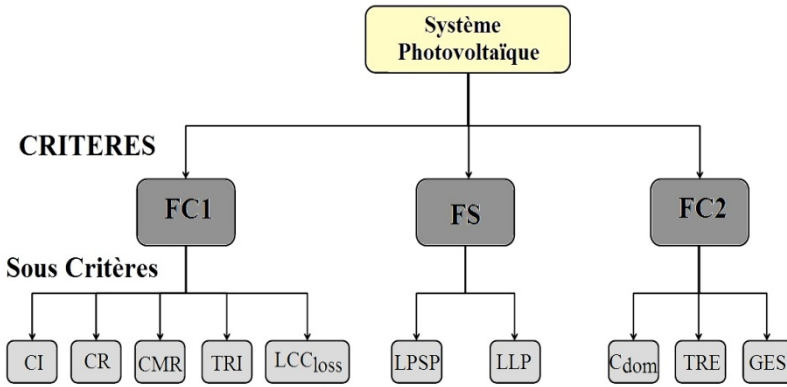 Système
Photovoltaïque
CRITERES
FC1 FS FC2
Sous Critères
CI CR CMR TRI LCCloss LPSP LLP Cdom TRE GES